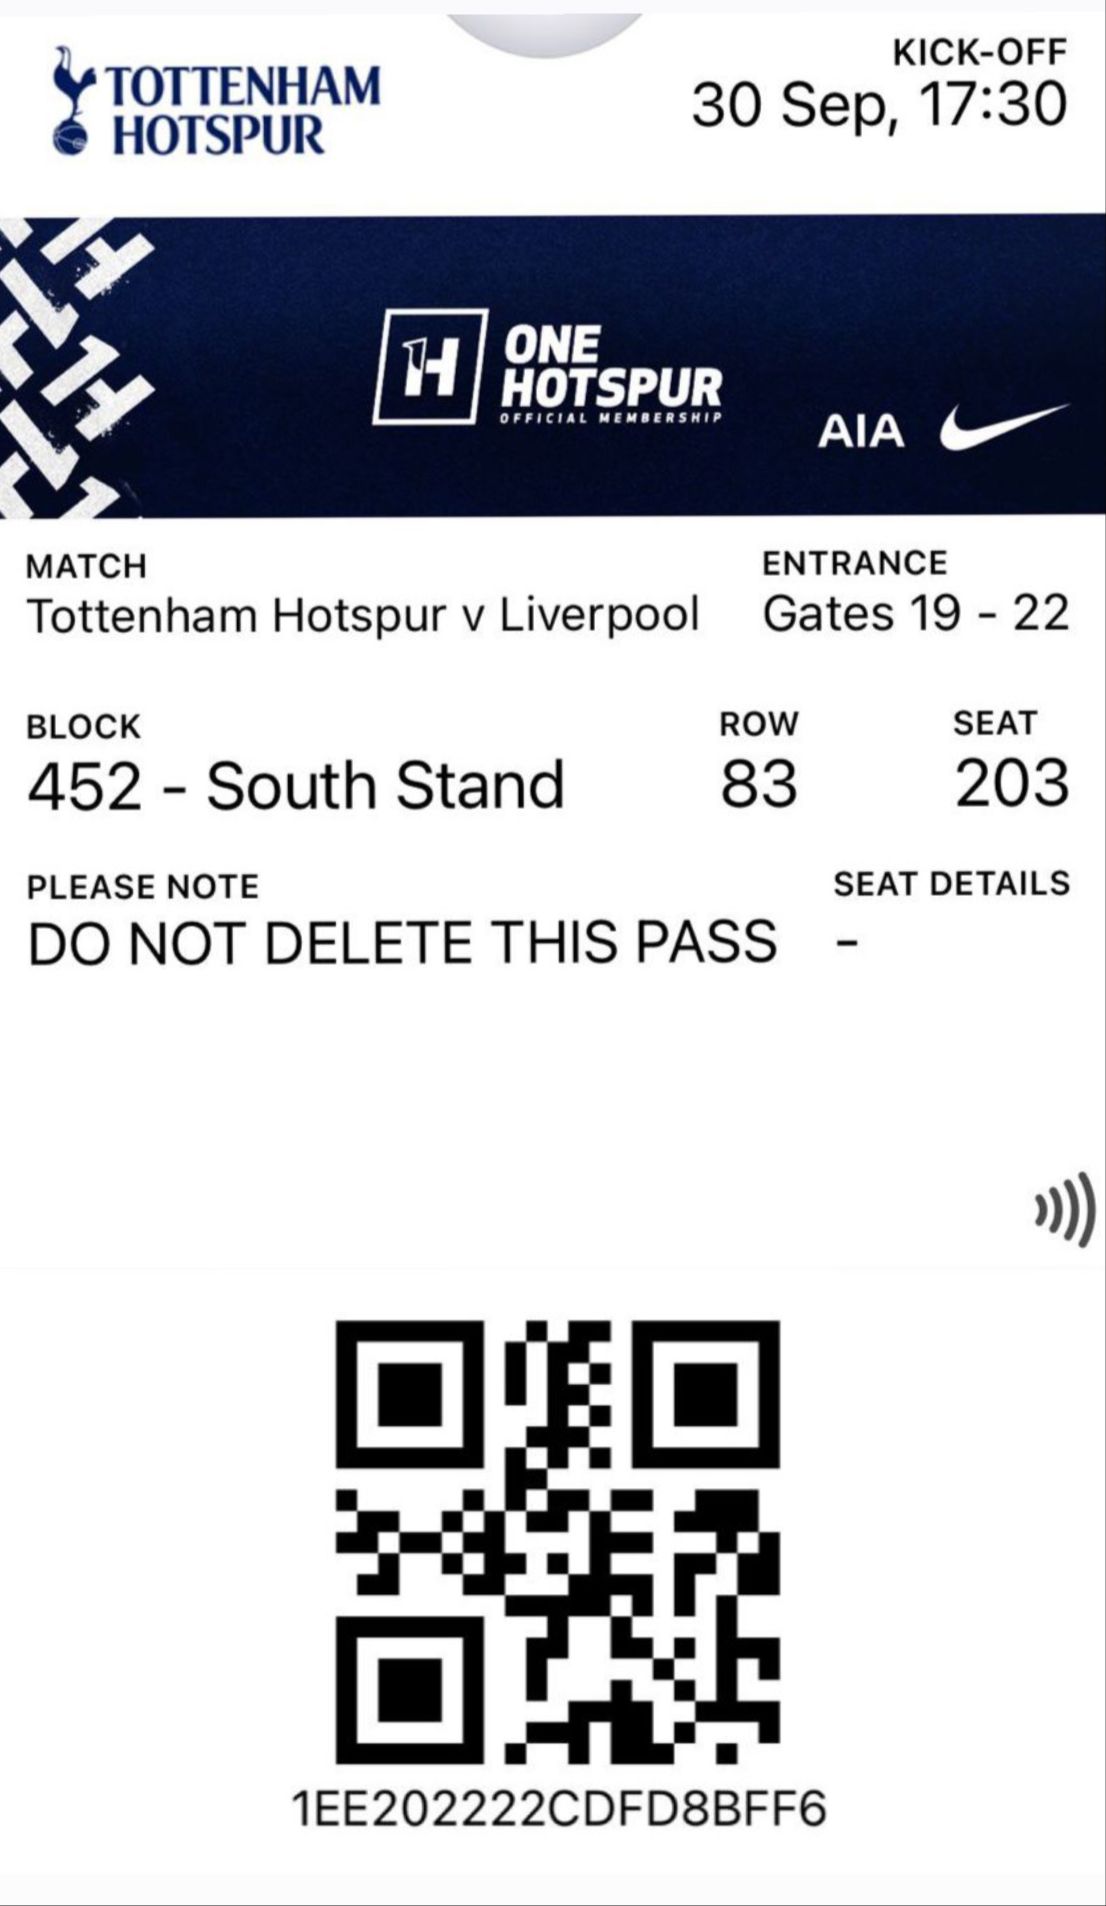 TOTTENHAM
HOTSPUR
KICK-OFF
30 Sep, 17:30
1H
ONE
HOTSPUR
OFFICIAL MEMBERSHIP
AIA
MATCH
Tottenham Hotspur v Liverpool
ENTRANCE
Gates 19 - 22
BLOCK
452 - South Stand
ROW
83
SEAT
203
PLEASE NOTE
DO NOT DELETE THIS PASS
SEAT DETAILS
-
1EE202222CDFD8BFF6